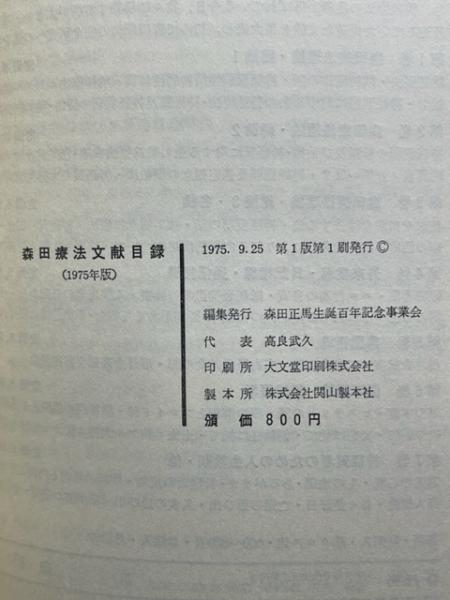 森田療法文献目録
(1975年版)
1975. 9.25 第1版第1刷発行©
編集発行 森田正馬生誕百年記念事業会
代表 高良武久
印刷所 大文堂印刷株式会社
製本所 株式会社関山製本社
頒価 800円